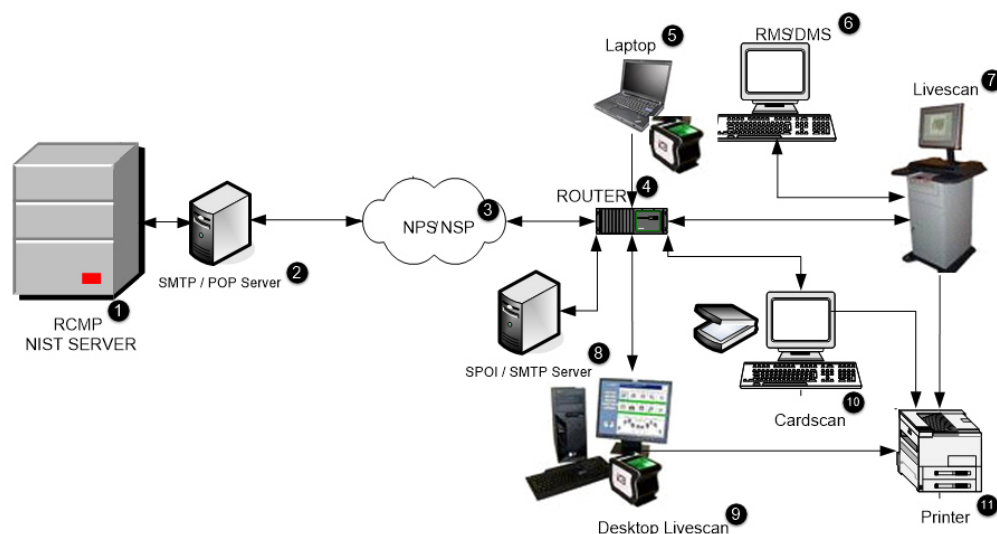 Laptop 5
RMS/DMS 6
Livescan 7
ROUTER 4
NPS/NSP 3
SMTP / POP Server 2
1
RCMP
NIST SERVER
SPOI / SMTP Server 8
10
Cardscan
Desktop Livescan 9
Printer 11